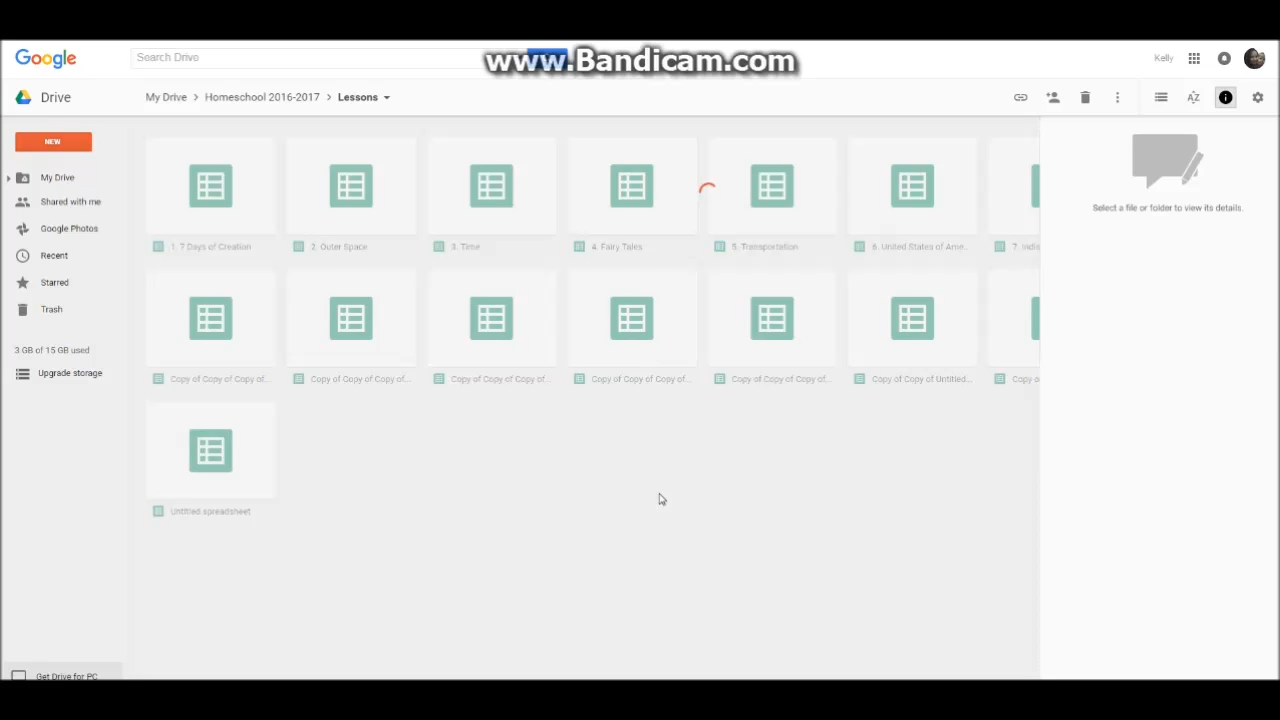 www.Bandicam.com
Google
Search Drive
Kelly
Drive
My Drive > Homeschool 2016-2017 > Lessons
NEW
My Drive
Shared with me
Google Photos
Recent
Starred
Trash
3 GB of 15 GB used
Upgrade storage
Get Drive for PC
1. 7 Days of Creation
2. Outer Space
3. Time
4. Fairy Tales
5. Transportation
6. United States of Ame...
7. Indi
Copy of Copy of Copy of...
Copy of Copy of Copy of...
Copy of Copy of Copy of...
Copy of Copy of Copy of...
Copy of Copy of Copy of...
Copy of Copy of Untitled...
Copy o
Untitled spreadsheet
Select a file or folder to view its details.